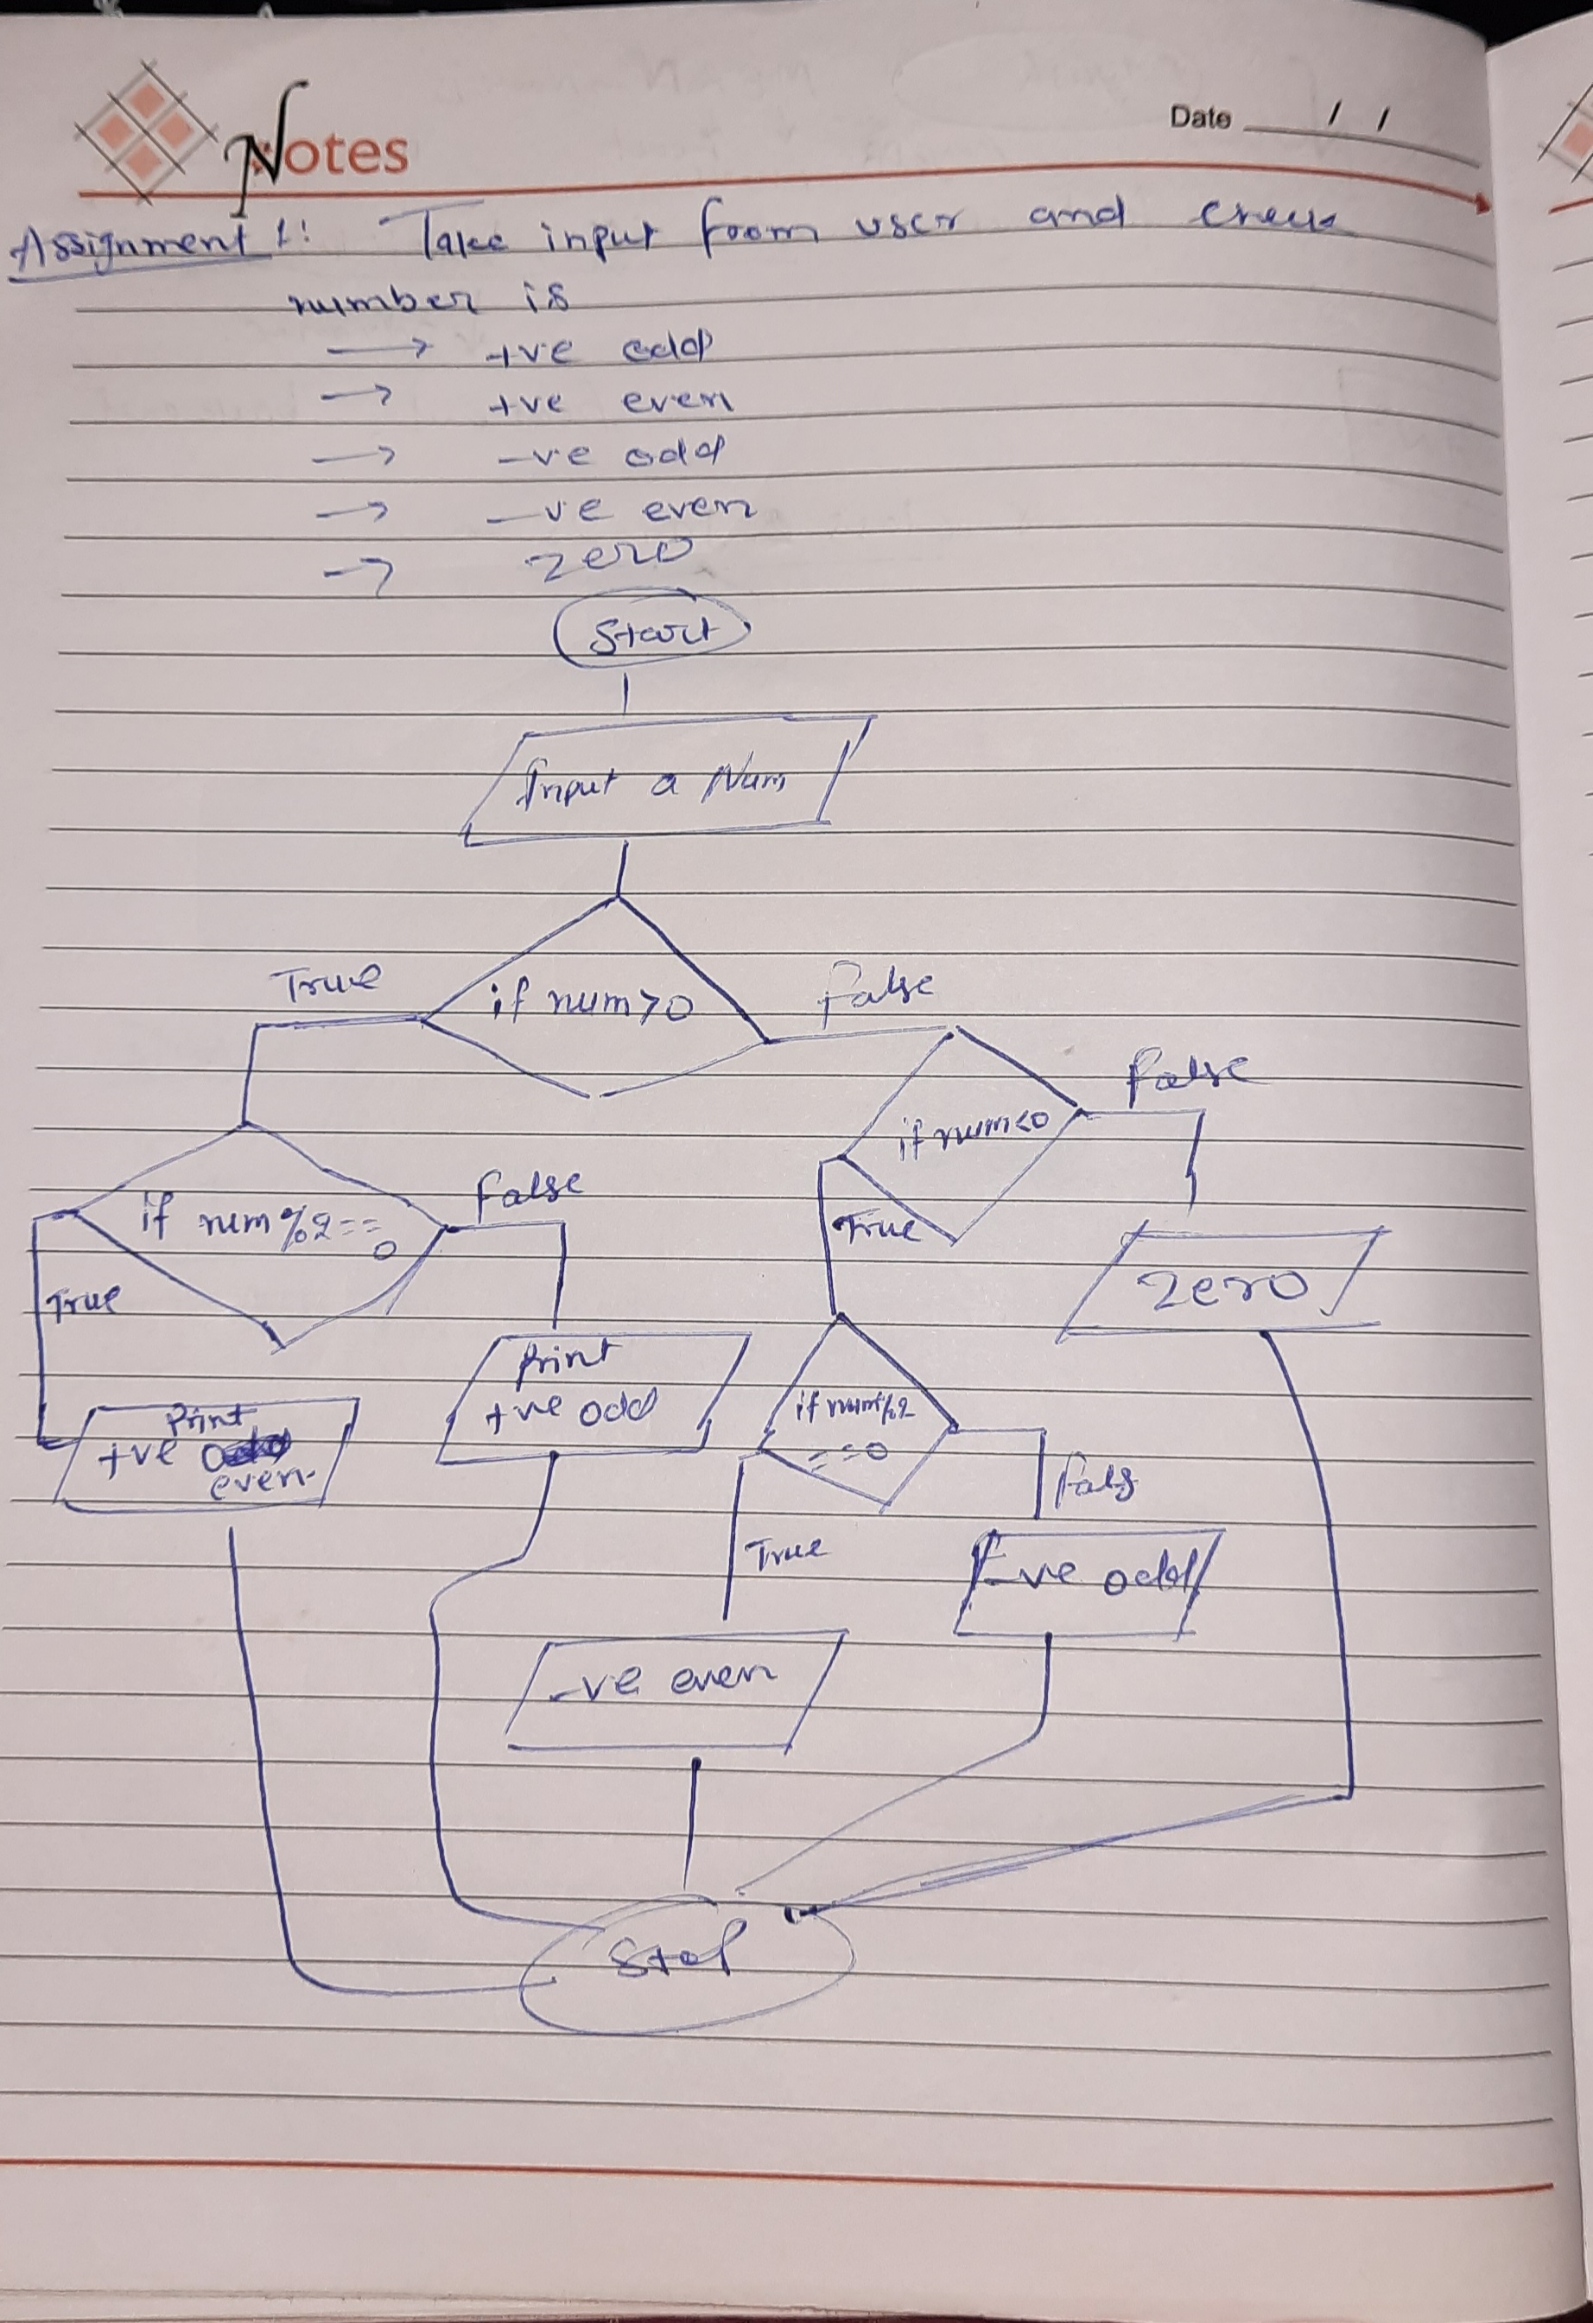 Notes
Date / /
Assignment 1: Take input from user and check
number is
→ +ve odd
→ +ve even
→ -ve odd
→ -ve even
→ zero
Start
Input a Num
True
if num>0
False
if num<0
False
if num%2==0
False
True
True
zero
Print
+ve odd
if num%2
==0
Print
+ve
even
Fals
True
-ve odd
-ve even
Stop